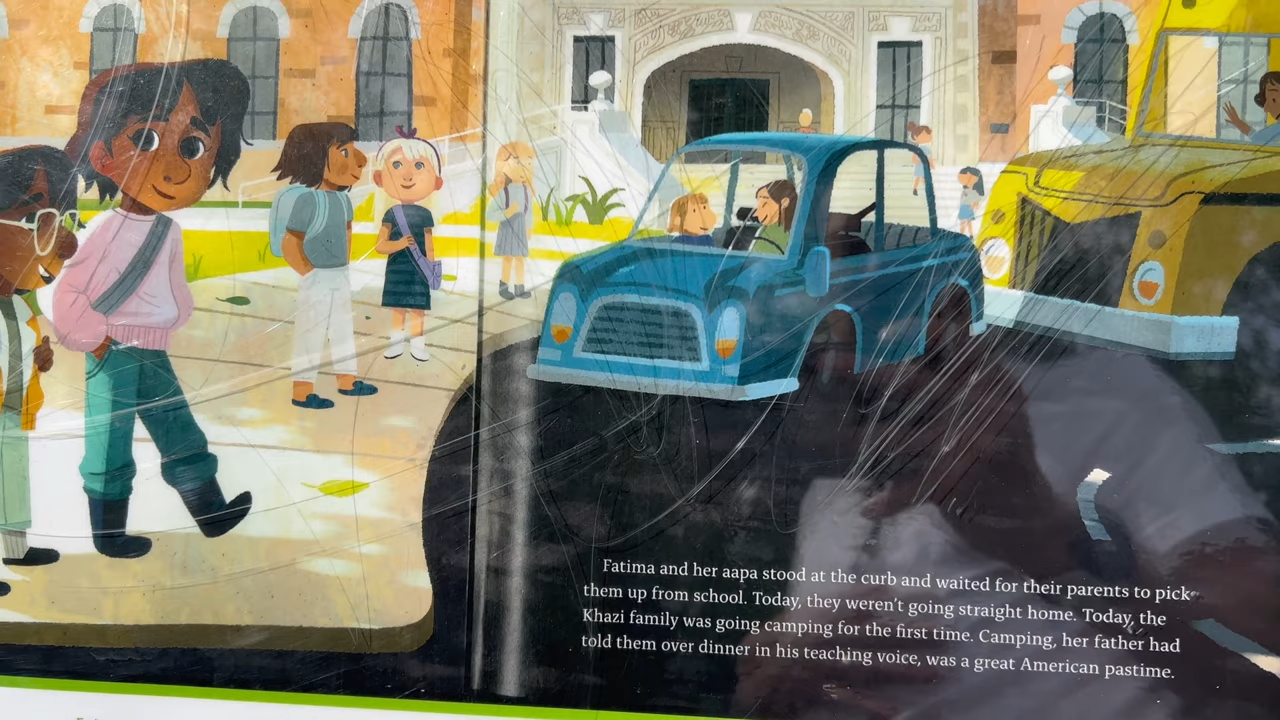 Fatima and her aapa stood at the curb and waited for their parents to pick
them up from school. Today, they weren't going straight home. Today, the
Khazi family was going camping for the first time. Camping, her father had
told them over dinner in his teaching voice, was a great American pastime.